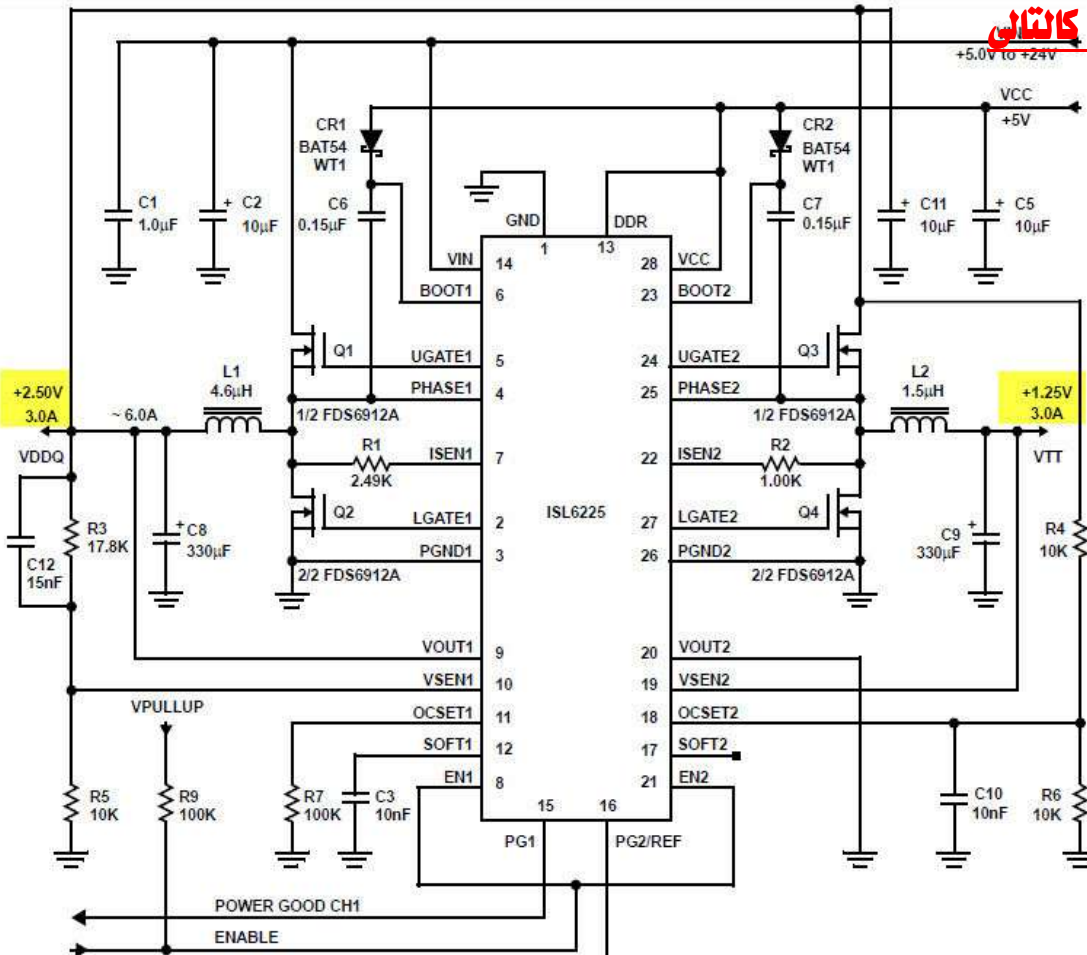 كالتالى
+5.0V to +24V
VCC
+5V
CR1
BAT54
WT1
CR2
BAT54
WT1
C1
1.0µF
+ C2
10µF
C6
0.15µF
GND
1
13
DDR
C7
0.15µF
+ C11
10µF
+ C5
10µF
VIN
14
28
VCC
BOOT1
6
23
BOOT2
Q1
UGATE1
5
24
UGATE2
Q3
+2.50V
3.0A
~ 6.0A
L1
4.6µH
PHASE1
4
25
PHASE2
L2
1.5µH
+1.25V
3.0A
1/2 FDS6912A
1/2 FDS6912A
VDDQ
R1
2.49K
ISEN1
7
22
ISEN2
R2
1.00K
VTT
ISL6225
R3
17.8K
+ C8
330µF
Q2
LGATE1
2
27
LGATE2
Q4
C9 +
330µF
R4
10K
C12
15nF
PGND1
3
26
PGND2
2/2 FDS6912A
2/2 FDS6912A
VOUT1
9
20
VOUT2
VSEN1
10
19
VSEN2
VPULLUP
OCSET1
11
18
OCSET2
SOFT1
12
17
SOFT2
EN1
8
21
EN2
R5
10K
R9
100K
R7
100K
C3
10nF
15
16
C10
10nF
R6
10K
PG1
PG2/REF
POWER GOOD CH1
ENABLE